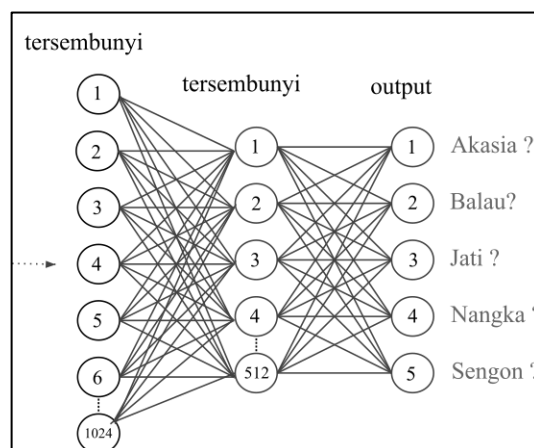 tersembunyi
1
2
3
4
5
6
1024
tersembunyi
1
2
3
4
512
output
1
2
3
4
5
Akasia ?
Balau?
Jati ?
Nangka ?
Sengon ?